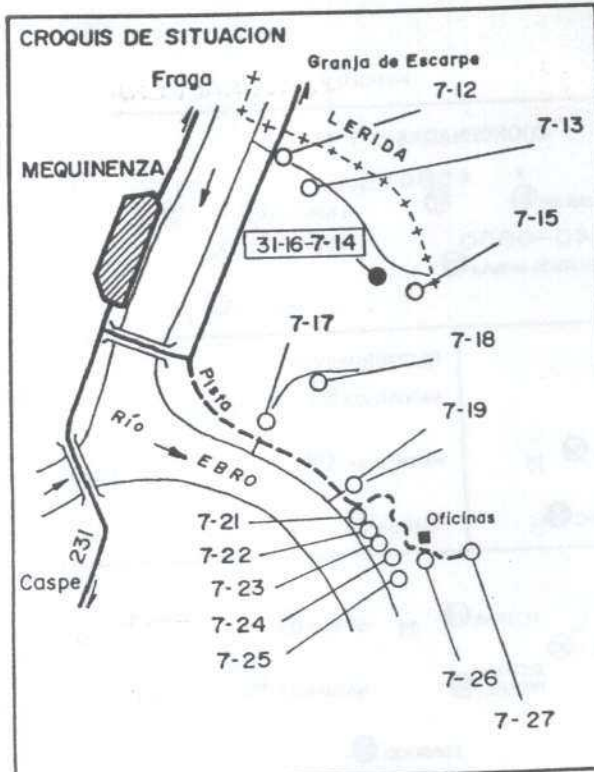 CROQUIS DE SITUACION
Granja de Escarpe
Fraga
7-12
LERIDA
7-13
MEQUINENZA
7-15
31-16-7-14
7-17
7-18
Pista
7-19
Río
EBRO
7-21
Oficinas
7-22
7-23
231
Caspe
7-24
7-25
7-26
7-27